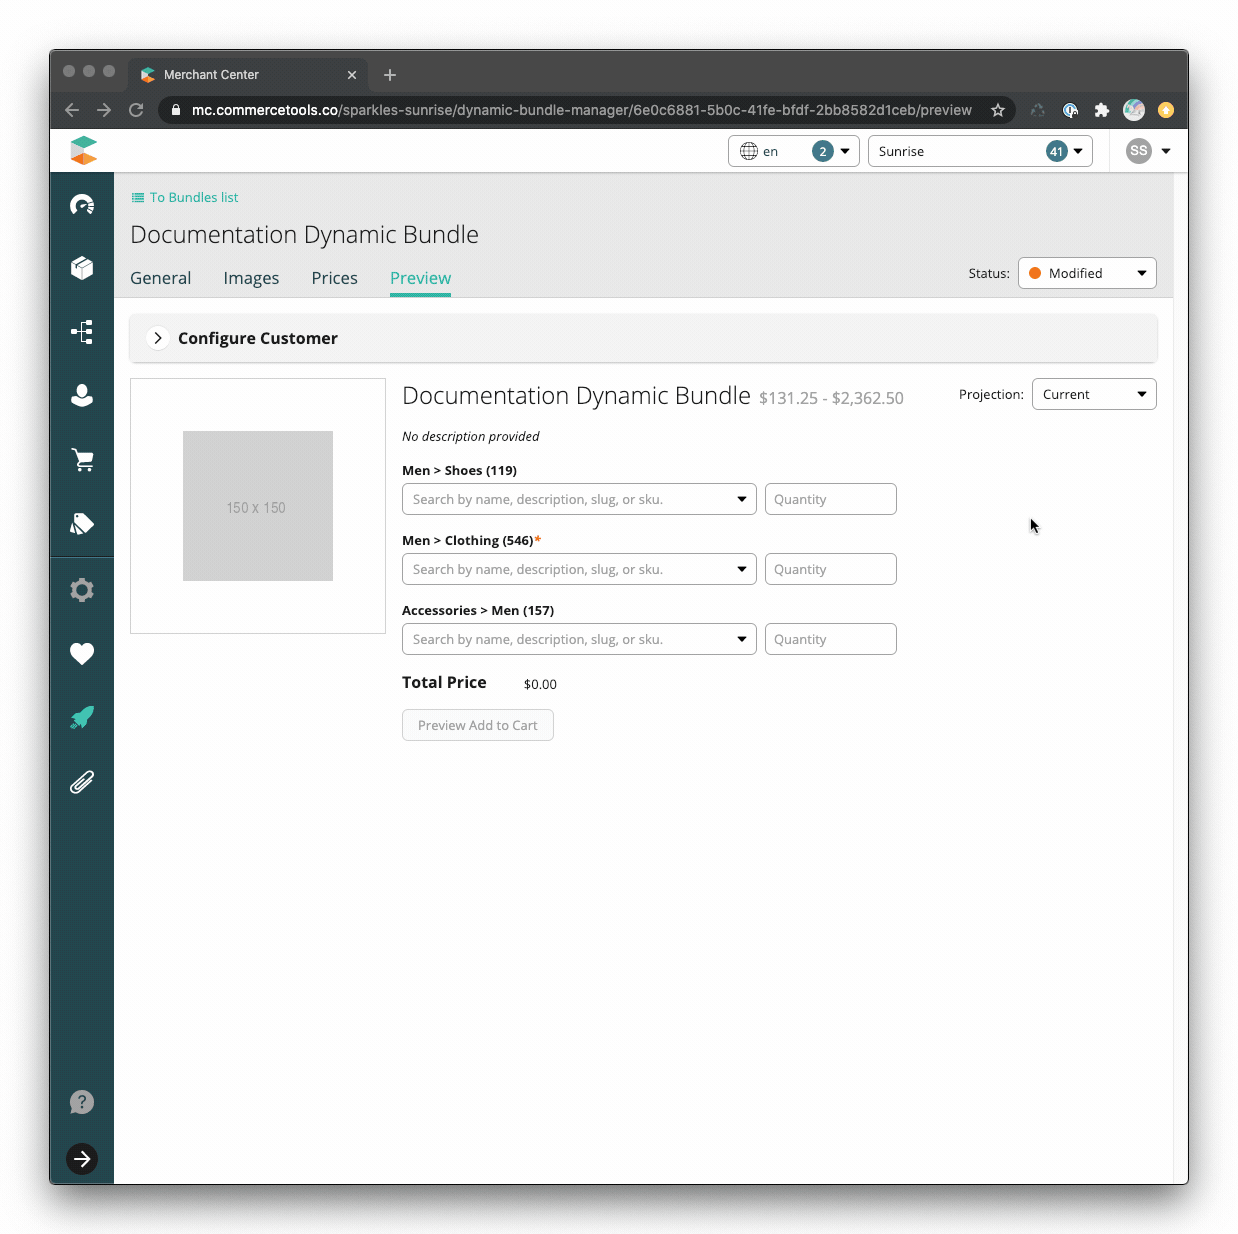 Merchant Center
mc.commercetools.co/sparkles-sunrise/dynamic-bundle-manager/6e0c6881-5b0c-41fe-bfdf-2bb8582d1ceb/preview
en 2 Sunrise 41 SS
To Bundles list
Documentation Dynamic Bundle
General Images Prices Preview Status: Modified
Configure Customer
Documentation Dynamic Bundle $131.25 - $2,362.50 Projection: Current
No description provided
Men > Shoes (119)
Search by name, description, slug, or sku. Quantity
150 x 150
Men > Clothing (546)*
Search by name, description, slug, or sku. Quantity
Accessories > Men (157)
Search by name, description, slug, or sku. Quantity
Total Price $0.00
Preview Add to Cart
?